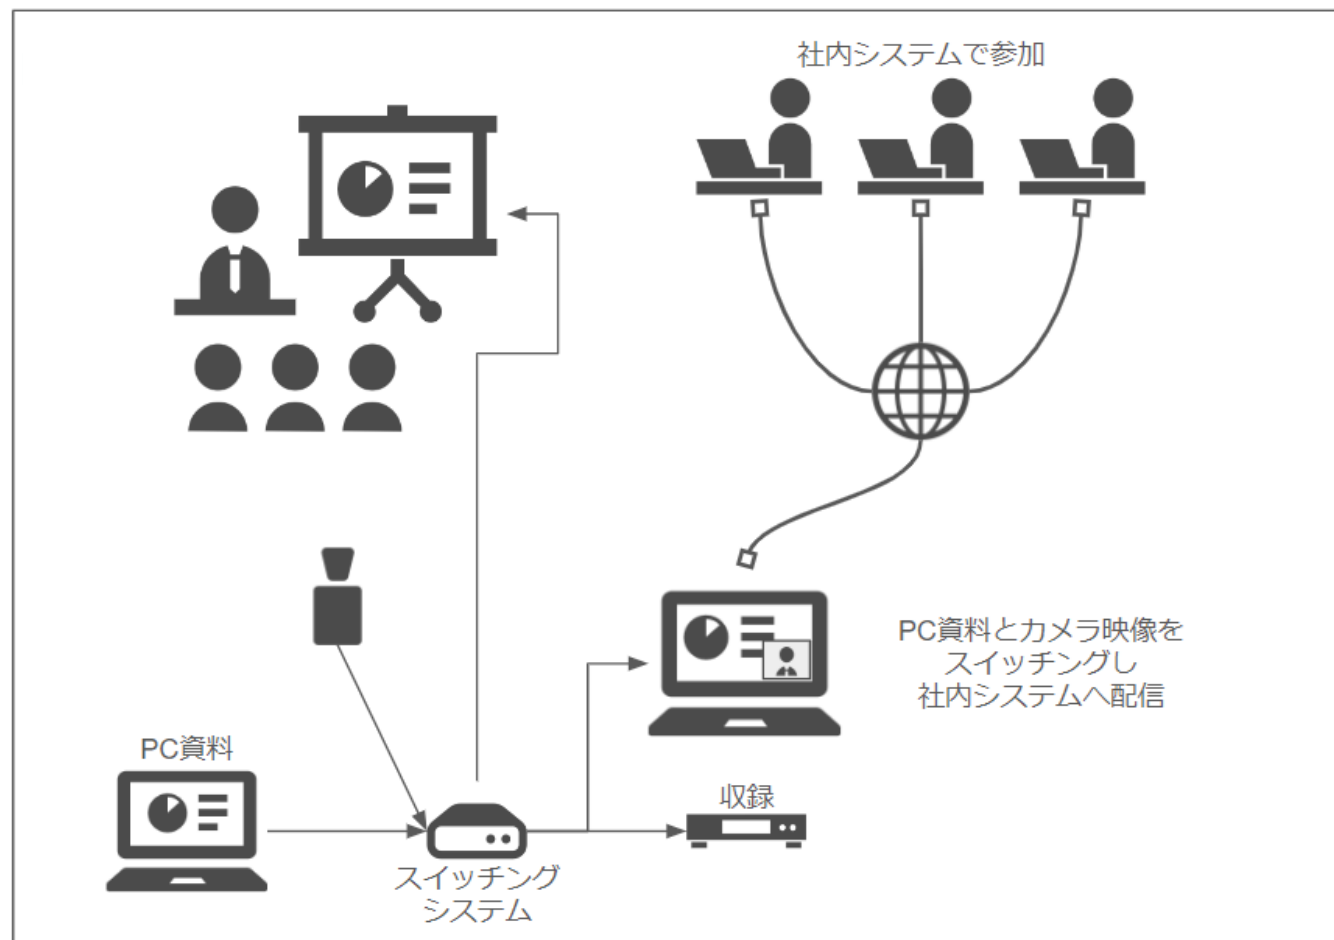 社内システムで参加
PC資料とカメラ映像を
スイッチングし
社内システムへ配信
PC資料
収録
スイッチング
システム